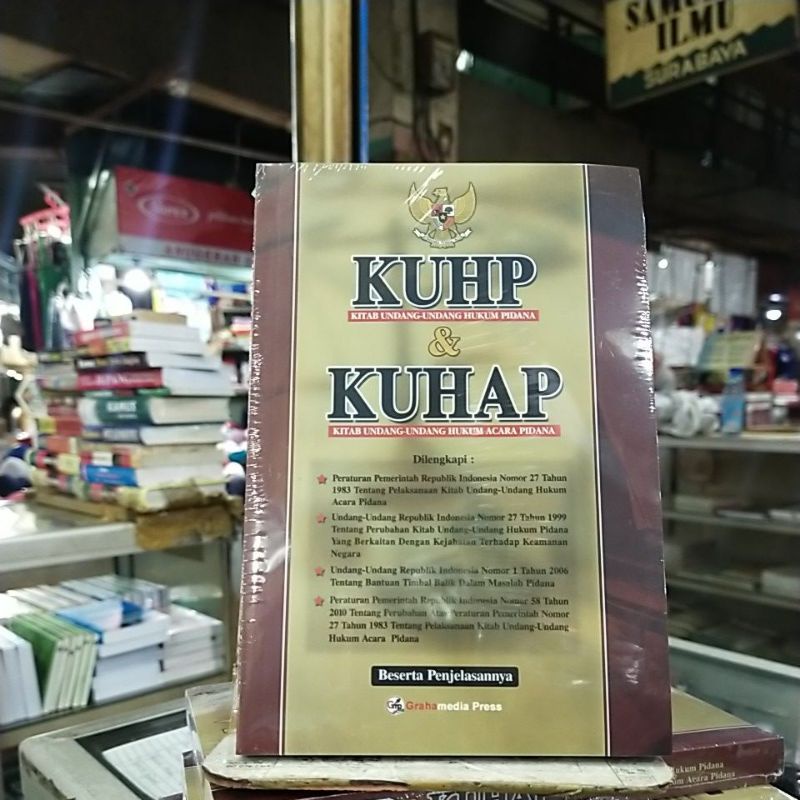 ILMU
SURABAYA
KUHP
KITAB UNDANG-UNDANG HUKUM PIDANA
&
KUHAP
KITAB UNDANG-UNDANG HUKUM ACARA PIDANA
Dilengkapi :
Peraturan Pemerintah Republik Indonesia Nomor 27 Tahun
1983 Tentang Pelaksanaan Kitab Undang-Undang Hukum
Acara Pidana
Undang-Undang Republik Indonesia Nomor 27 Tahun 1999
Tentang Perubahan Kitab Undang-Undang Hukum Pidana
Yang Berkaitan Dengan Kejahatan Terhadap Keamanan
Negara
Undang-Undang Republik Indonesia Nomor 1 Tahun 2006
Tentang Bantuan Timbal Balik Dalam Masalah Pidana
Peraturan Pemerintah Republik Indonesia Nomor 58 Tahun
2010 Tentang Perubahan Atas Peraturan Pemerintah Nomor
27 Tahun 1983 Tentang Pelaksanaan Kitab Undang-Undang
Hukum Acara Pidana
Beserta Penjelasannya
Grahamedia Press
KAMUS
Hukum Pidana
Acara Pidana